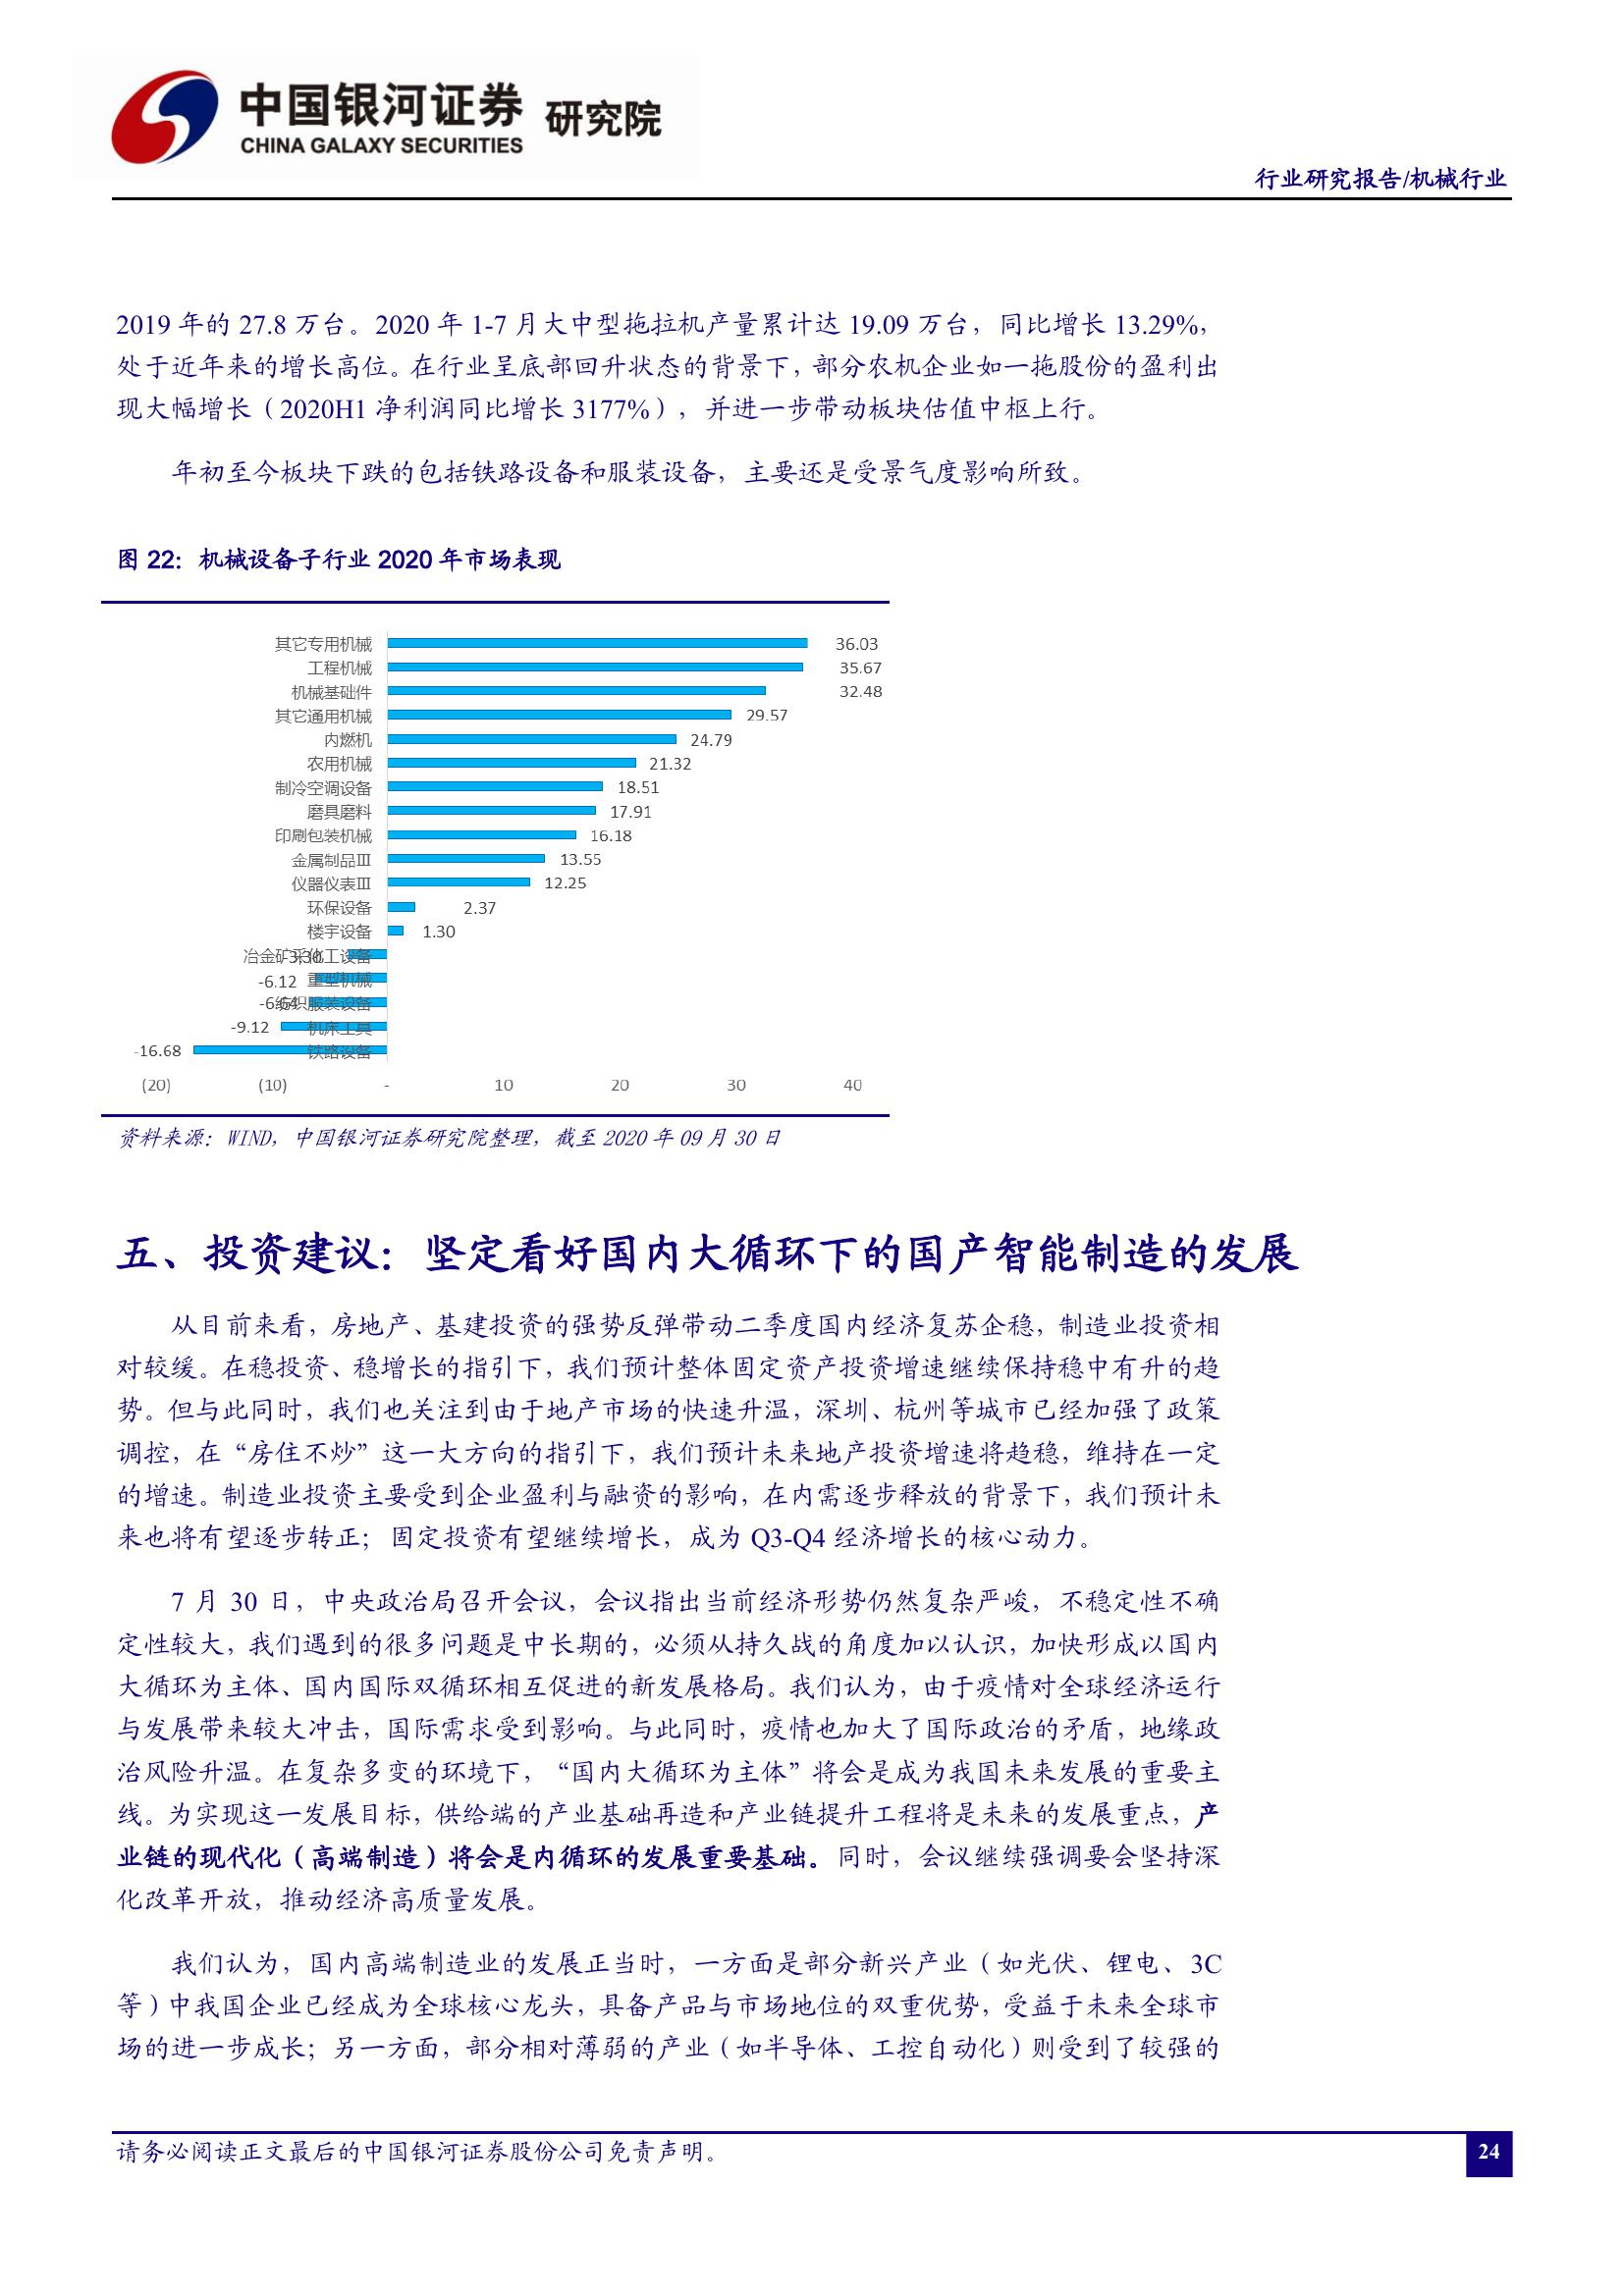 中国银河证券 研究院
CHINA GALAXY SECURITIES
行业研究报告/机械行业
2019 年的 27.8 万台。2020 年 1-7 月大中型拖拉机产量累计达 19.09 万台，同比增长 13.29%，
处于近年来的增长高位。在行业呈底部回升状态的背景下，部分农机企业如一拖股份的盈利出
现大幅增长（2020H1 净利润同比增长 3177%），并进一步带动板块估值中枢上行。
年初至今板块下跌的包括铁路设备和服装设备，主要还是受景气度影响所致。
图 22：机械设备子行业 2020 年市场表现
其它专用机械 36.03
工程机械 35.67
机械基础件 32.48
其它通用机械 29.57
内燃机 24.79
农用机械 21.32
制冷空调设备 18.51
磨具磨料 17.91
印刷包装机械 16.18
金属制品Ⅲ 13.55
仪器仪表Ⅲ 12.25
环保设备 2.37
楼宇设备 1.30
冶金矿采化工设备
-6.12 重型机械
-6.64 纺织服装设备
-9.12 机床工具
-16.68 铁路设备
(20) (10) - 10 20 30 40
资料来源：WIND，中国银河证券研究院整理，截至 2020 年 09 月 30 日
五、投资建议：坚定看好国内大循环下的国产智能制造的发展
从目前来看，房地产、基建投资的强势反弹带动二季度国内经济复苏企稳，制造业投资相
对较缓。在稳投资、稳增长的指引下，我们预计整体固定资产投资增速继续保持稳中有升的趋
势。但与此同时，我们也关注到由于地产市场的快速升温，深圳、杭州等城市已经加强了政策
调控，在“房住不炒”这一大方向的指引下，我们预计未来地产投资增速将趋稳，维持在一定
的增速。制造业投资主要受到企业盈利与融资的影响，在内需逐步释放的背景下，我们预计未
来也将有望逐步转正；固定投资有望继续增长，成为 Q3-Q4 经济增长的核心动力。
7 月 30 日，中央政治局召开会议，会议指出当前经济形势仍然复杂严峻，不稳定性不确
定性较大，我们遇到的很多问题是中长期的，必须从持久战的角度加以认识，加快形成以国内
大循环为主体、国内国际双循环相互促进的新发展格局。我们认为，由于疫情对全球经济运行
与发展带来较大冲击，国际需求受到影响。与此同时，疫情也加大了国际政治的矛盾，地缘政
治风险升温。在复杂多变的环境下，“国内大循环为主体”将会是成为我国未来发展的重要主
线。为实现这一发展目标，供给端的产业基础再造和产业链提升工程将是未来的发展重点，产
业链的现代化（高端制造）将会是内循环的发展重要基础。同时，会议继续强调要会坚持深
化改革开放，推动经济高质量发展。
我们认为，国内高端制造业的发展正当时，一方面是部分新兴产业（如光伏、锂电、3C
等）中我国企业已经成为全球核心龙头，具备产品与市场地位的双重优势，受益于未来全球市
场的进一步成长；另一方面，部分相对薄弱的产业（如半导体、工控自动化）则受到了较强的
请务必阅读正文最后的中国银河证券股份公司免责声明。
24